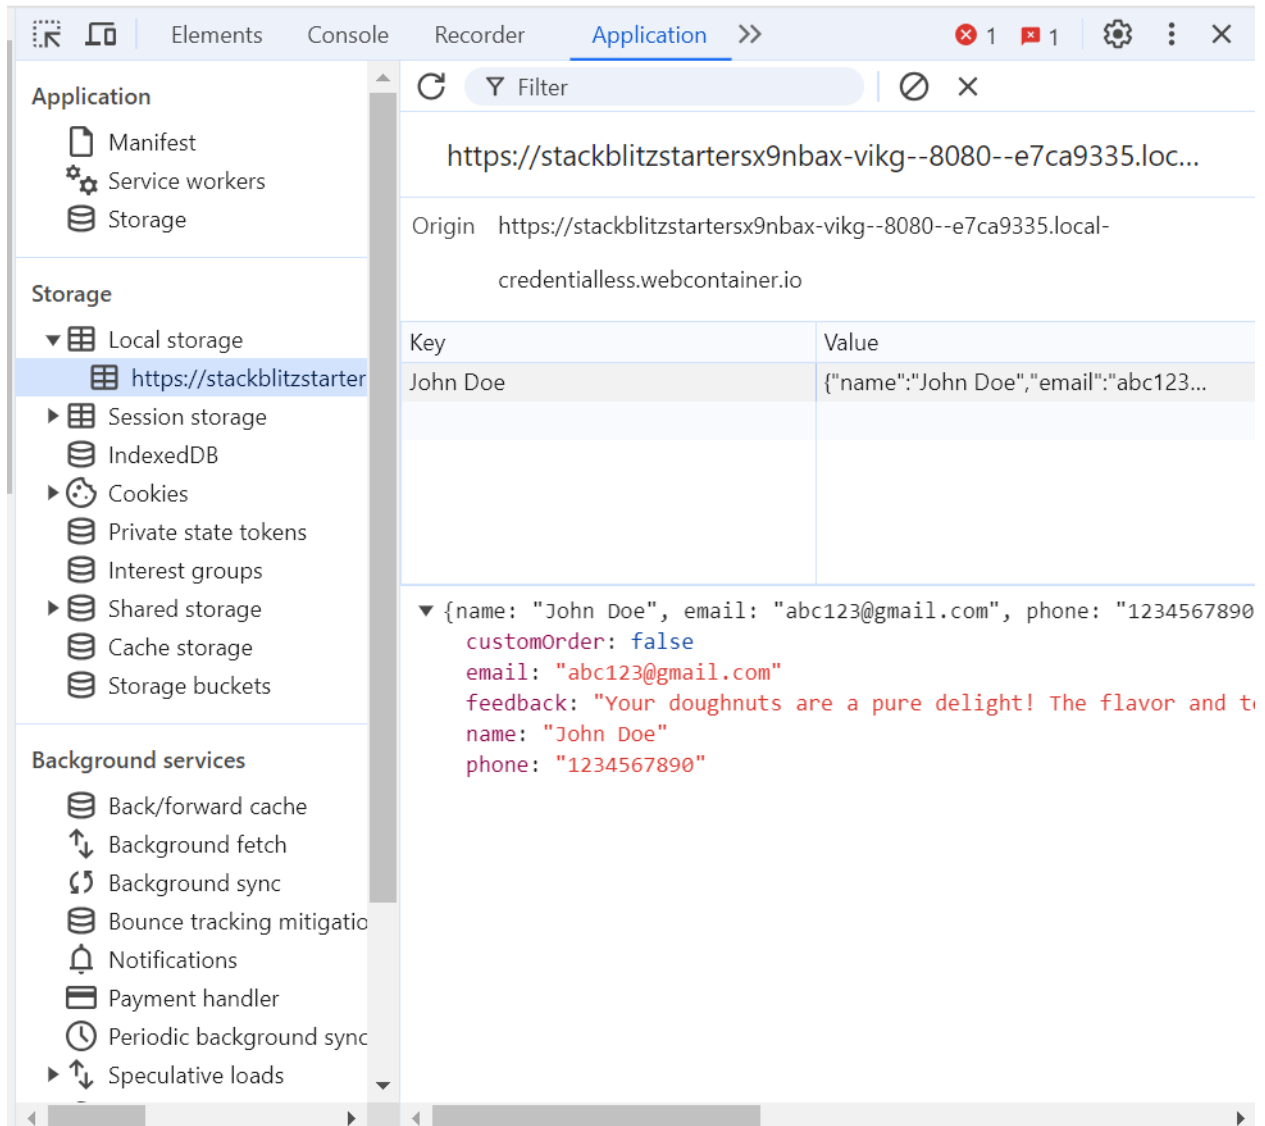 Elements Console Recorder Application 1 1
Application
Manifest
Service workers
Storage
Storage
Local storage
https://stackblitzstarter
Session storage
IndexedDB
Cookies
Private state tokens
Interest groups
Shared storage
Cache storage
Storage buckets
Background services
Back/forward cache
Background fetch
Background sync
Bounce tracking mitigatio
Notifications
Payment handler
Periodic background sync
Speculative loads
Filter
https://stackblitzstartersx9nbax-vikg--8080--e7ca9335.loc...
Origin https://stackblitzstartersx9nbax-vikg--8080--e7ca9335.local-
credentialless.webcontainer.io
Key Value
John Doe {"name":"John Doe","email":"abc123...
{name: "John Doe", email: "abc123@gmail.com", phone: "1234567890
customOrder: false
email: "abc123@gmail.com"
feedback: "Your doughnuts are a pure delight! The flavor and te
name: "John Doe"
phone: "1234567890"